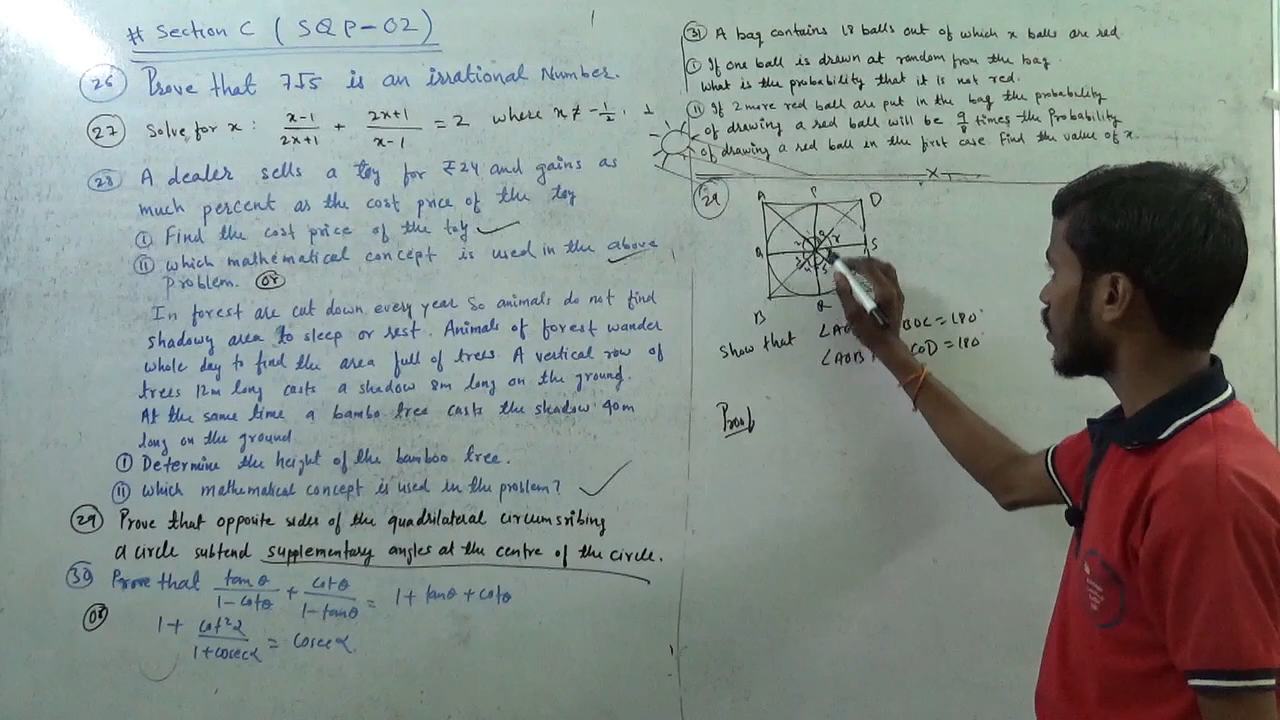 # Section C ( SQP-02)
26 Prove that 7√5 is an irrational Number.
27 Solve for x : (x-1)/(2x+1) + (2x+1)/(x-1) = 2 where x ≠ -1/2, 1
28 A dealer sells a toy for ₹24 and gains as
much percent as the cost price of the toy
i Find the cost price of the toy
ii which mathematical concept is used in the above
problem. or
In forest are cut down every year so animals do not find
shadowy area to sleep or rest. Animals of forest wander
whole day to find the area full of trees. A vertical row of
trees 12m long casts a shadow 8m long on the ground.
At the same time a bambo tree casts the shadow 40m
long on the ground
i Determine the height of the bamboo tree.
ii which mathematical concept is used in the problem?
29 Prove that opposite sides of the quadrilateral circumsribing
a circle subtend supplementary angles at the centre of the circle.
30 Prove that tanθ/(1-cotθ) + cotθ/(1-tanθ) = 1+ tanθ + cotθ
or
1 + cot²α/(1+cosecα) = cosecα
31 A bag contains 18 balls out of which x balls are red
i If one ball is drawn at random from the bag.
what is the probability that it is not red.
ii If 2 more red ball are put in the bag the probability
of drawing a red ball will be 9/8 times the Probability
of drawing a red ball in the first case Find the value of x.
29
A P D
Q S
B R
show that BOC = 180°
∠AOB COD = 180
Proof